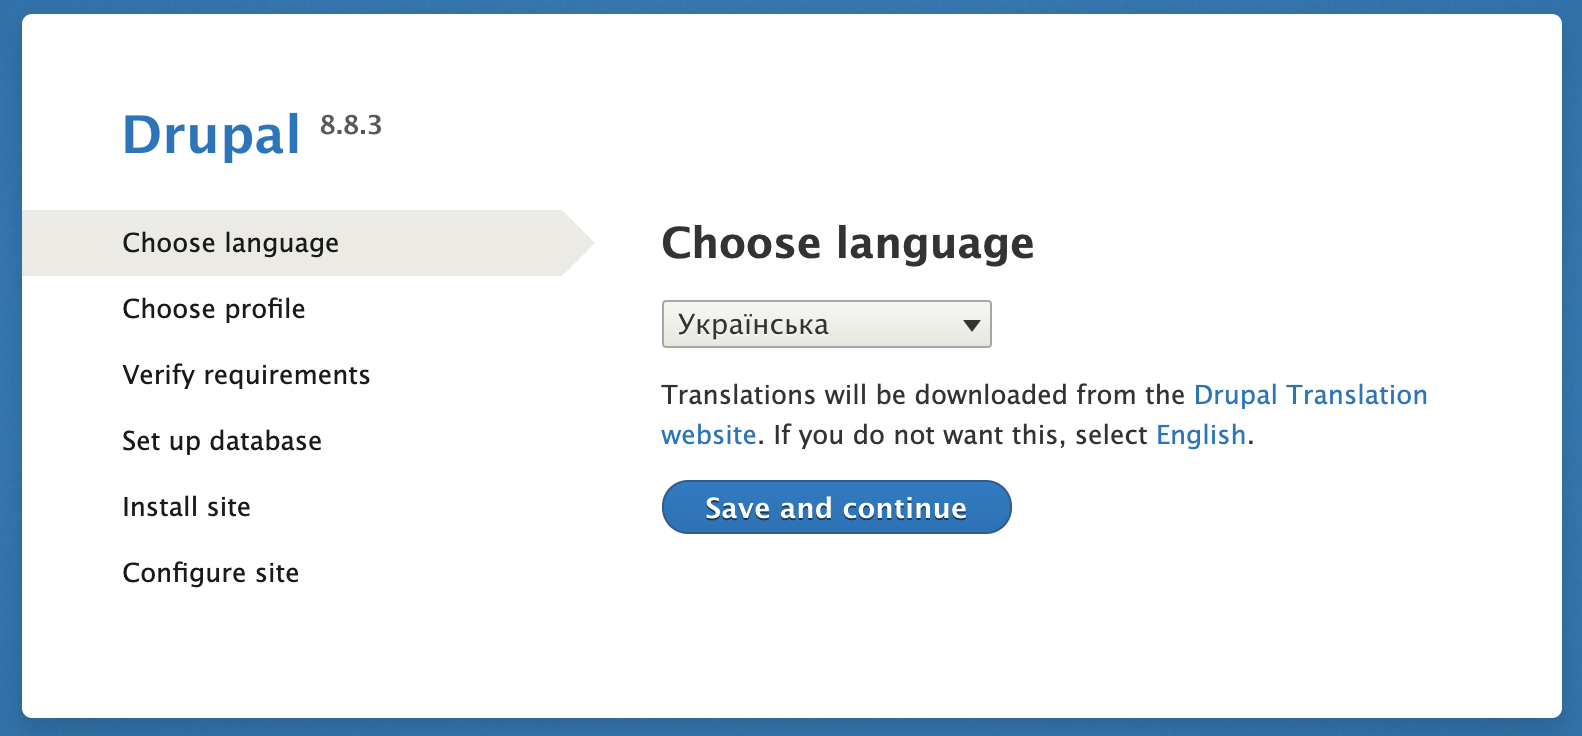 Drupal 8.8.3
Choose language
Choose profile
Verify requirements
Set up database
Install site
Configure site
Choose language
Українська
Translations will be downloaded from the Drupal Translation
website. If you do not want this, select English.
Save and continue